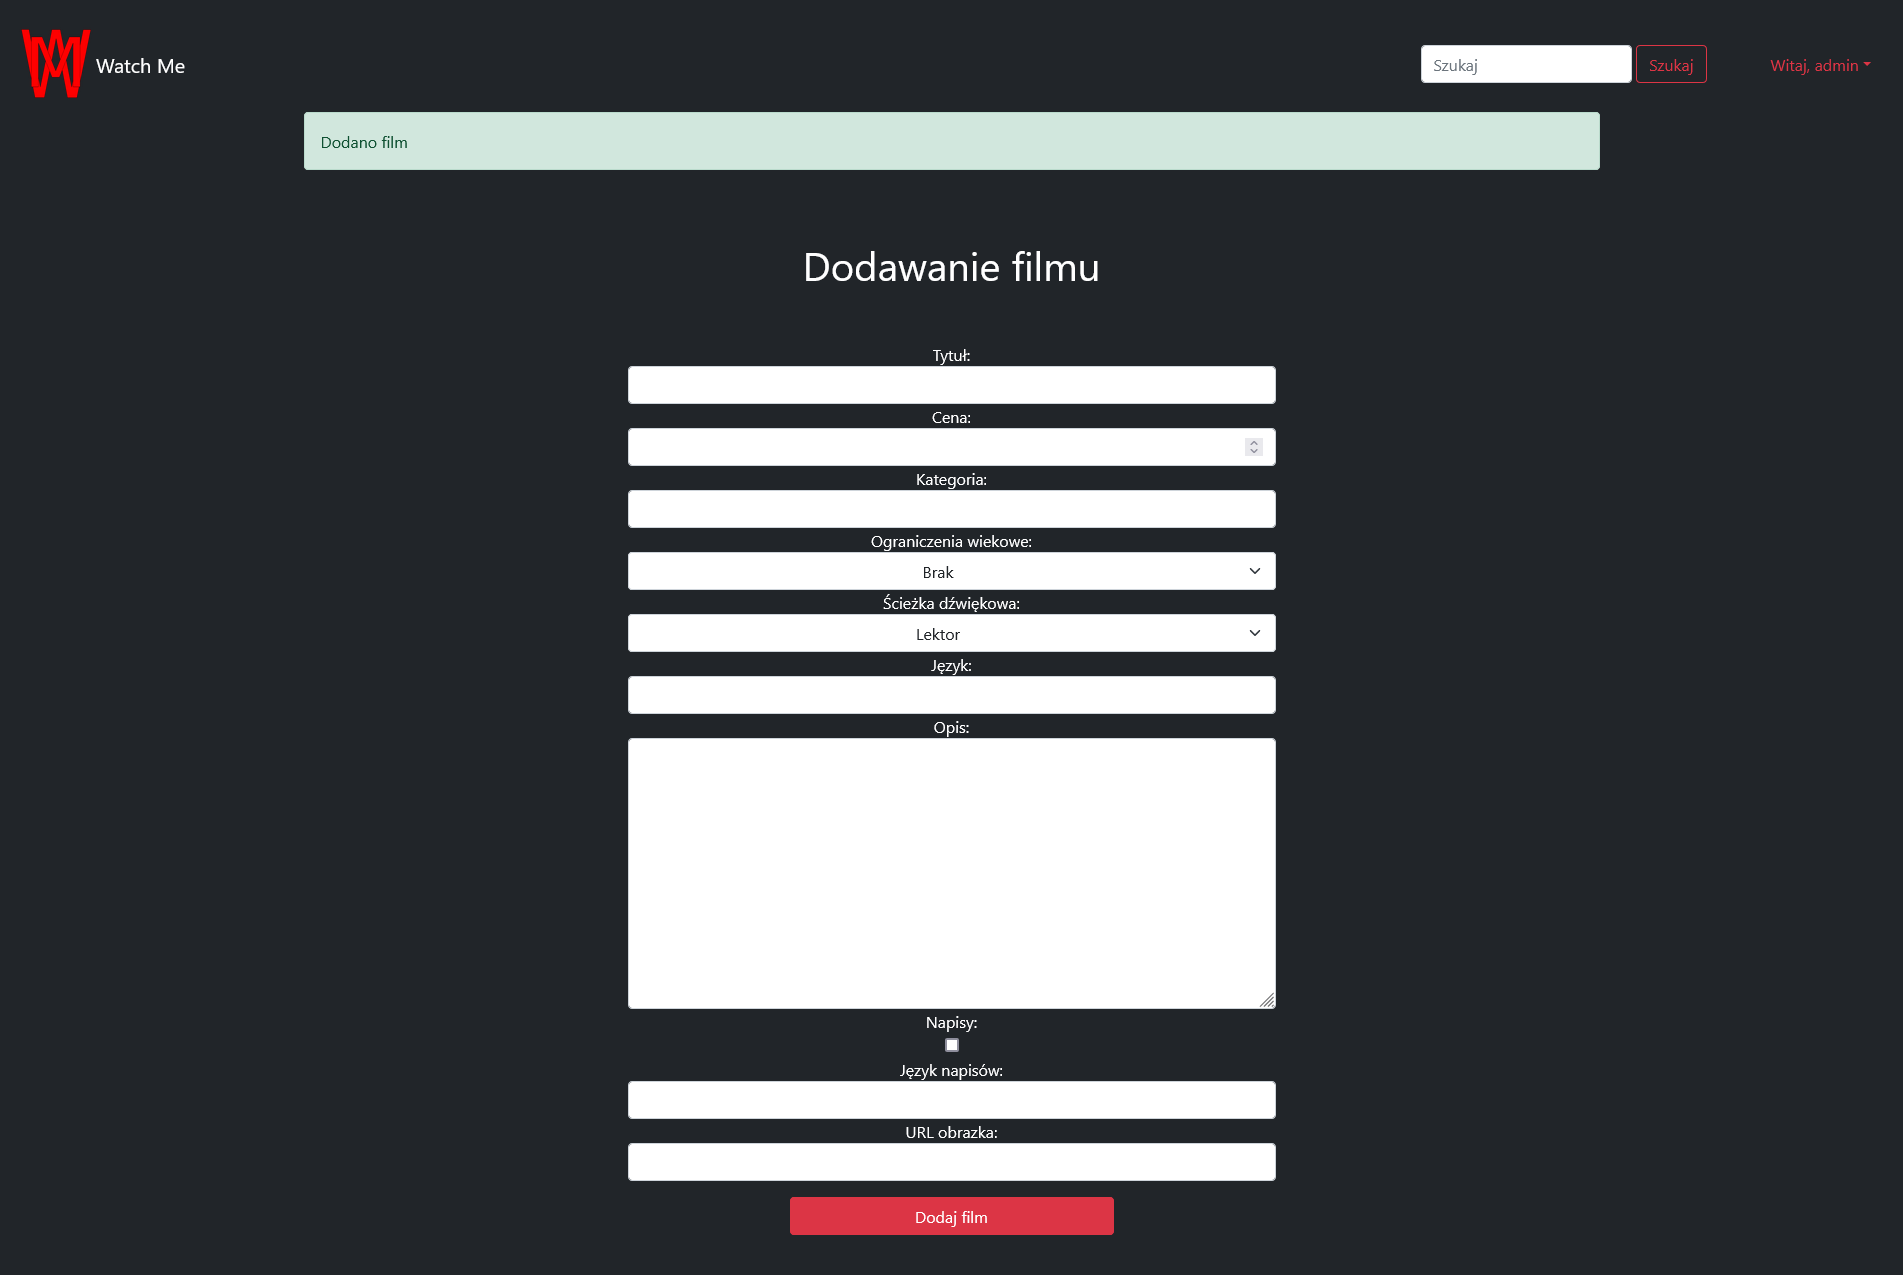 Watch Me
Szukaj
Szukaj
Witaj, admin
Dodano film
Dodawanie filmu
Tytuł:
Cena:
Kategoria:
Ograniczenia wiekowe:
Brak
Ścieżka dźwiękowa:
Lektor
Język:
Opis:
Napisy:
Język napisów:
URL obrazka:
Dodaj film